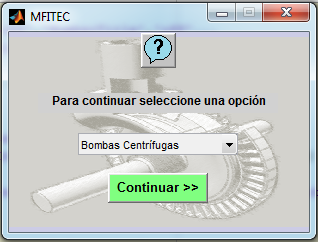 MFITEC
?
Para continuar seleccione una opción
Bombas Centrífugas
Continuar >>